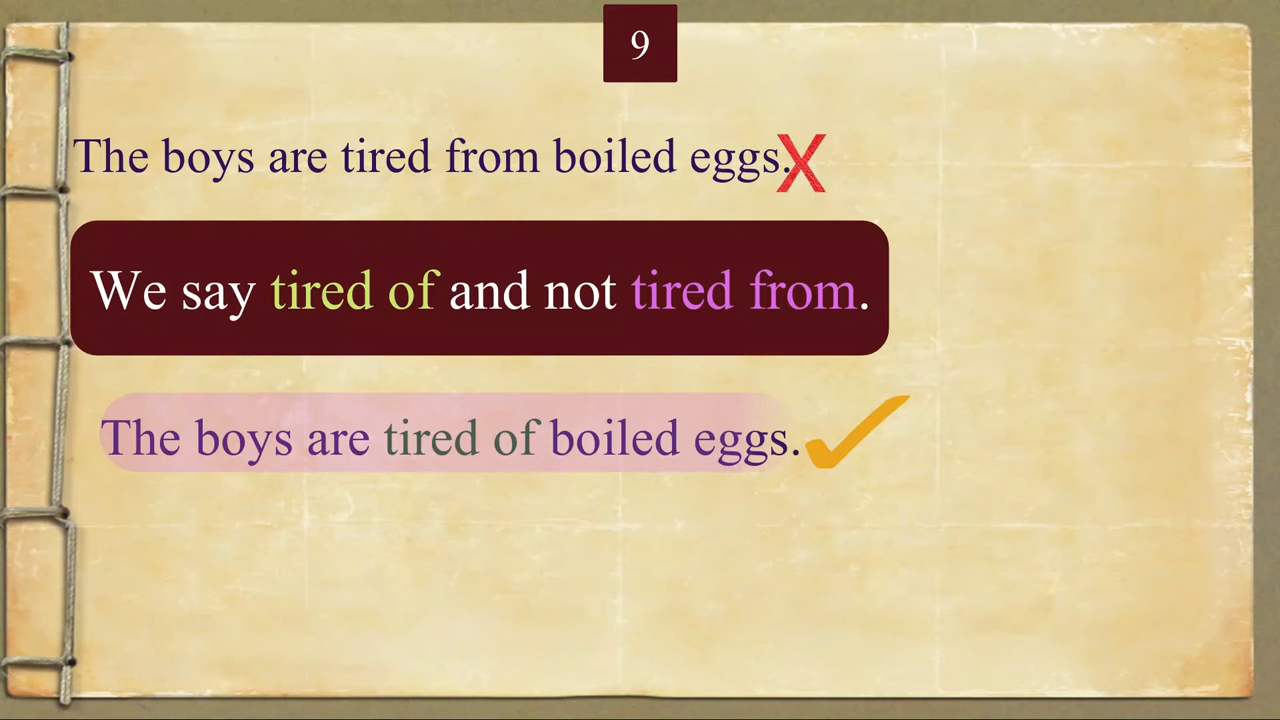 9
The boys are tired from boiled eggs.
We say tired of and not tired from.
The boys are tired of boiled eggs.